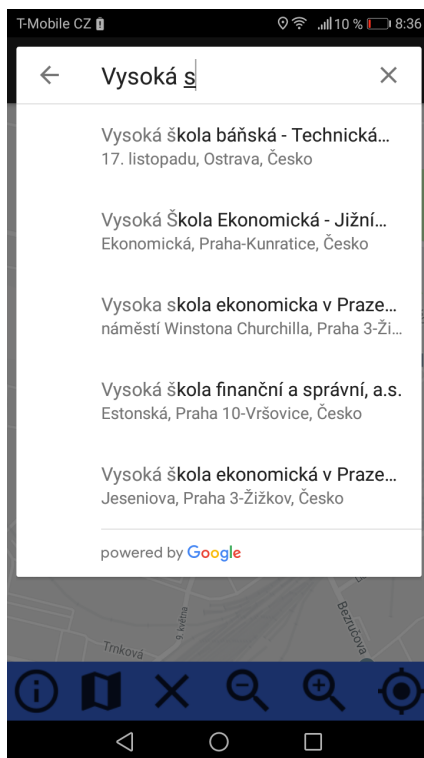 T-Mobile CZ 10 % 8:36
Vysoká s
Vysoká škola báňská - Technická…
17. listopadu, Ostrava, Česko
Vysoká Škola Ekonomická - Jižní…
Ekonomická, Praha-Kunratice, Česko
Vysoka skola ekonomicka v Praze…
náměstí Winstona Churchilla, Praha 3-Ži…
Vysoká škola finanční a správní, a.s.
Estonská, Praha 10-Vršovice, Česko
Vysoká škola ekonomická v Praze…
Jeseniova, Praha 3-Žižkov, Česko
powered by Google
9. května
Bezručova
Trnková